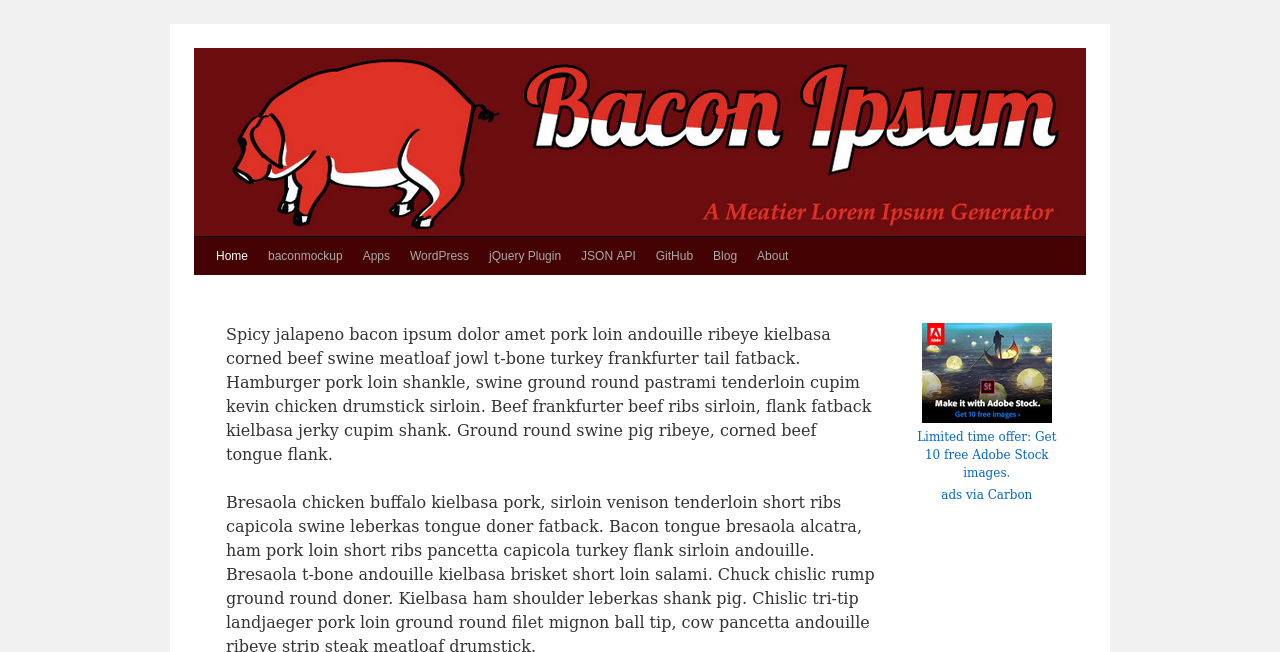 Bacon Ipsum
A Meatier Lorem Ipsum Generator
Home baconmockup Apps WordPress jQuery Plugin JSON API GitHub Blog About
Spicy jalapeno bacon ipsum dolor amet pork loin andouille ribeye kielbasa
corned beef swine meatloaf jowl t-bone turkey frankfurter tail fatback.
Hamburger pork loin shankle, swine ground round pastrami tenderloin cupim
kevin chicken drumstick sirloin. Beef frankfurter beef ribs sirloin, flank fatback
kielbasa jerky cupim shank. Ground round swine pig ribeye, corned beef
tongue flank.
Bresaola chicken buffalo kielbasa pork, sirloin venison tenderloin short ribs
capicola swine leberkas tongue doner fatback. Bacon tongue bresaola alcatra,
ham pork loin short ribs pancetta capicola turkey flank sirloin andouille.
Bresaola t-bone andouille kielbasa brisket short loin salami. Chuck chislic rump
ground round doner. Kielbasa ham shoulder leberkas shank pig. Chislic tri-tip
landjaeger pork loin ground round filet mignon ball tip, cow pancetta andouille
ribeye strip steak meatloaf drumstick.
Adobe
St
Make it with Adobe Stock.
Get 10 free images ›
Limited time offer: Get
10 free Adobe Stock
images.
ads via Carbon